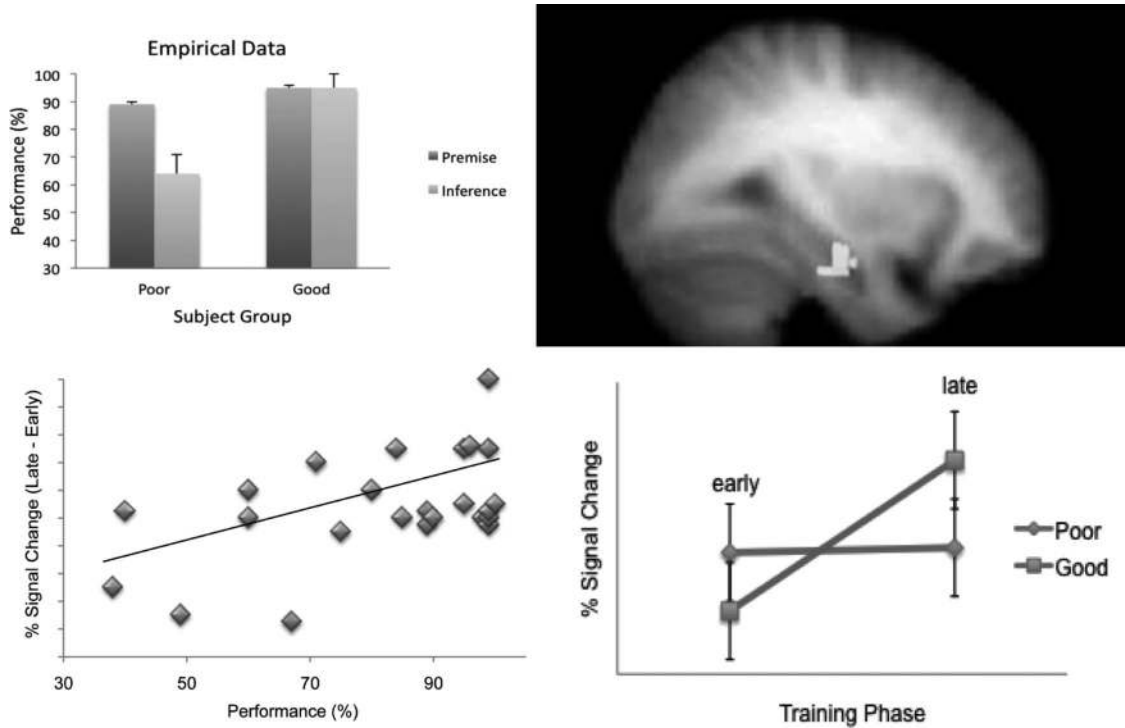 Empirical Data
Performance (%)
100
90
80
70
60
50
40
30
Premise
Inference
Poor
Good
Subject Group
% Signal Change (Late - Early)
30
50
70
90
Performance (%)
% Signal Change
early
late
Poor
Good
Training Phase